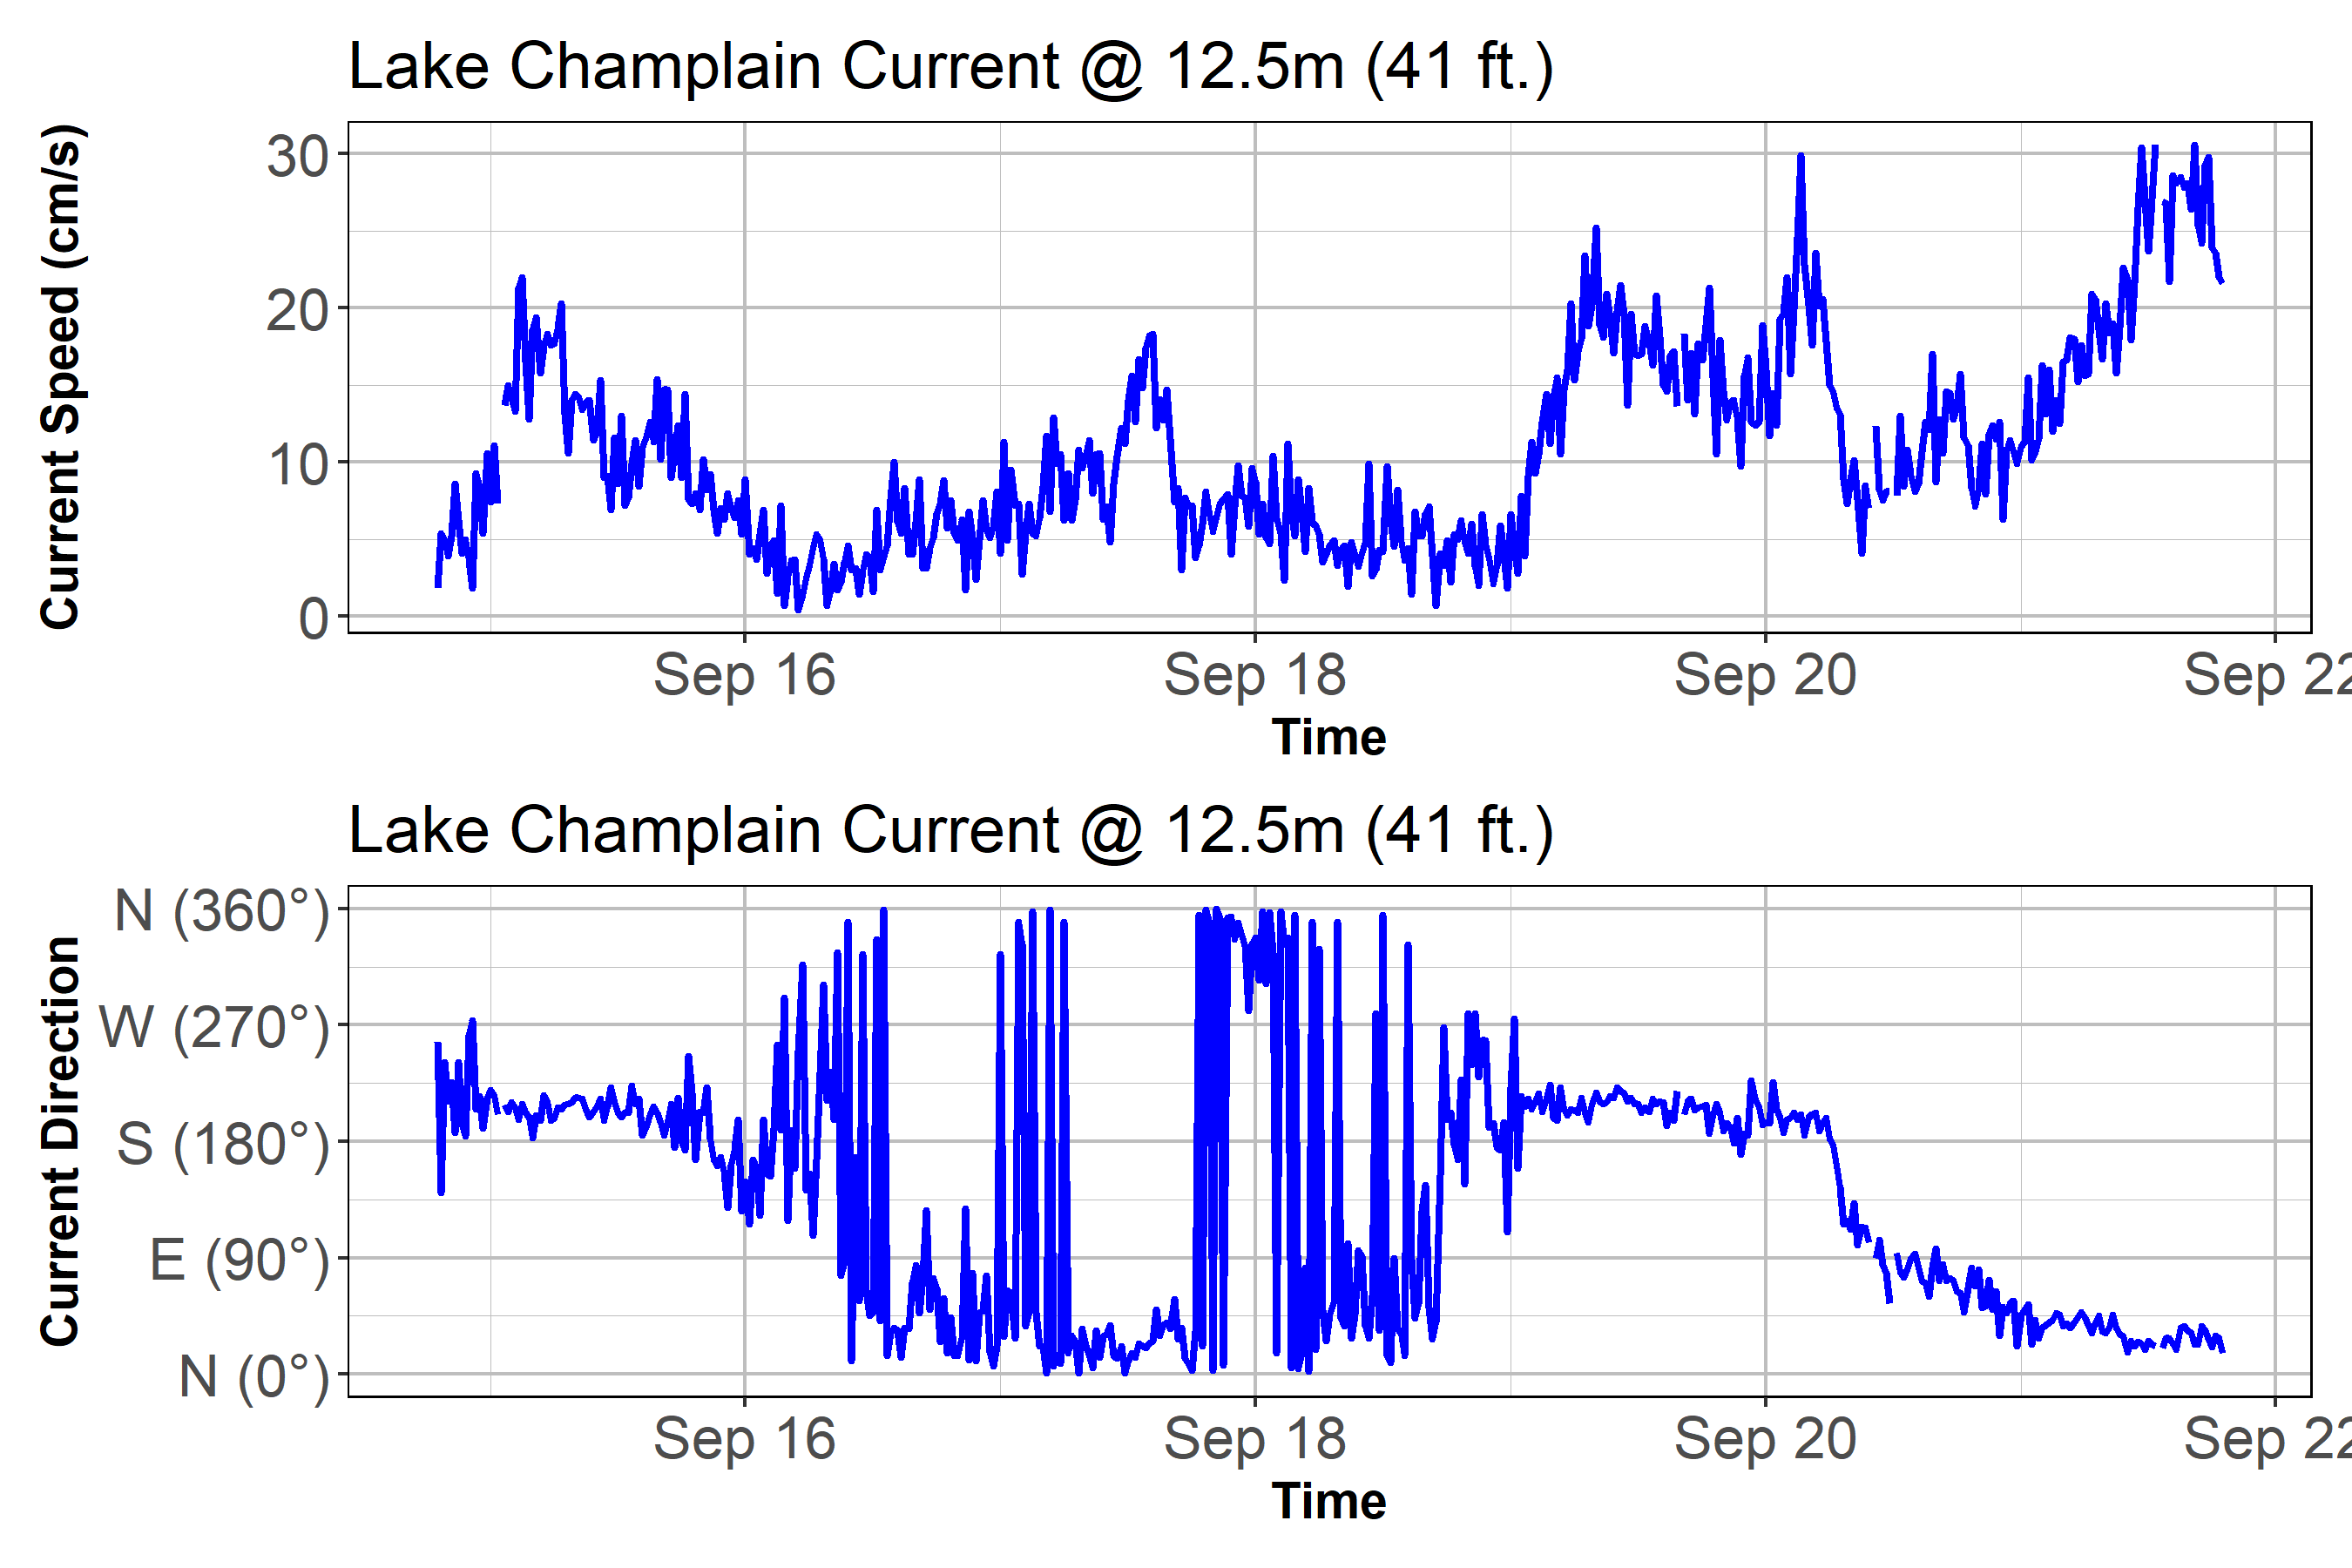 Lake Champlain Current @ 12.5m (41 ft.)
Current Speed (cm/s)
30
20
10
0
Sep 16 Sep 18 Sep 20 Sep 22
Time
Lake Champlain Current @ 12.5m (41 ft.)
Current Direction
N (360°)
W (270°)
S (180°)
E (90°)
N (0°)
Sep 16 Sep 18 Sep 20 Sep 22
Time